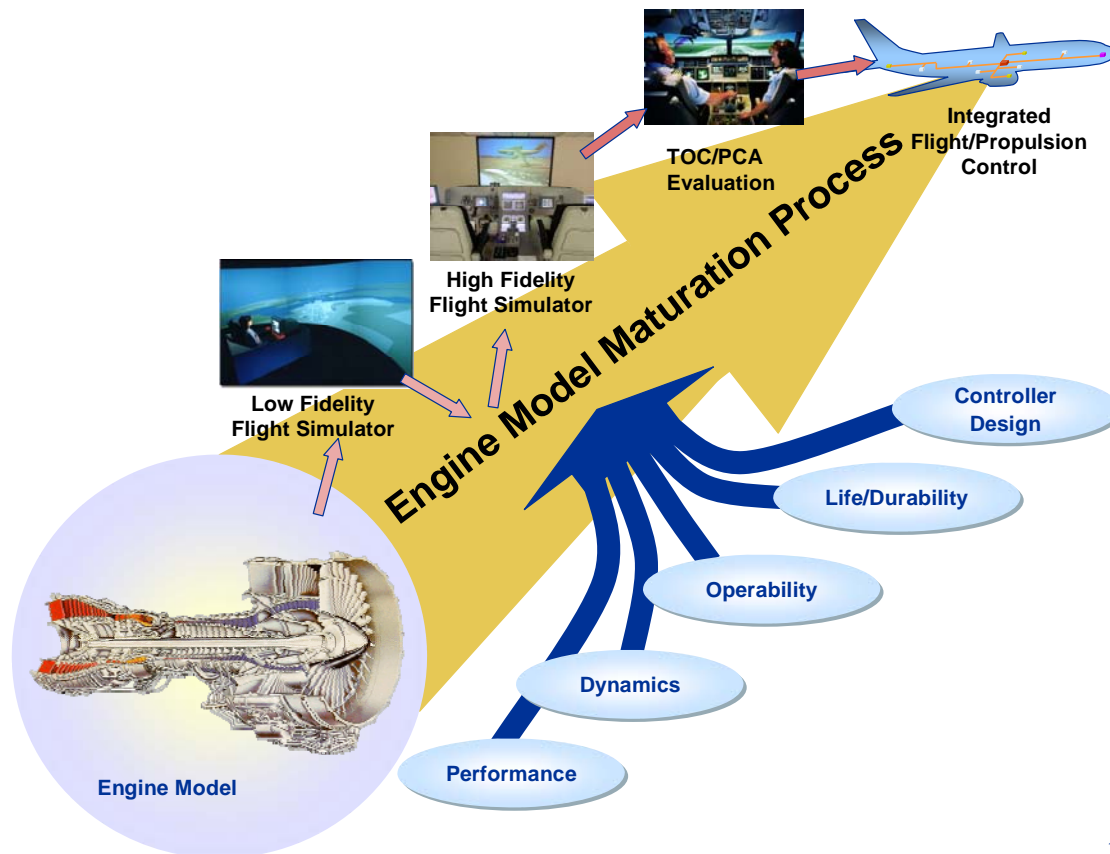 Integrated
Flight/Propulsion
Control
TOC/PCA
Evaluation
High Fidelity
Flight Simulator
Low Fidelity
Flight Simulator
Engine Model Maturation Process
Controller
Design
Life/Durability
Operability
Dynamics
Performance
Engine Model